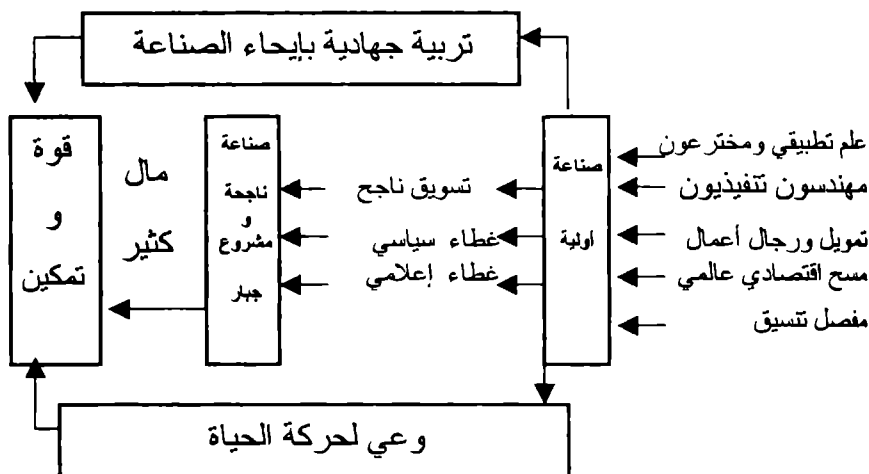 تربية جهادية بإيحاء الصناعة
علم تطبيقي ومخترعون
مهندسون تنفيذيون
تمويل ورجال أعمال
مسح اقتصادي عالمي
مفصل تنسيق
صناعة
أولية
تسويق ناجح
غطاء سياسي
غطاء إعلامي
صناعة
ناجحة
و
مشروع
جبار
مال
كثير
قوة
و
تمكين
وعي لحركة الحياة